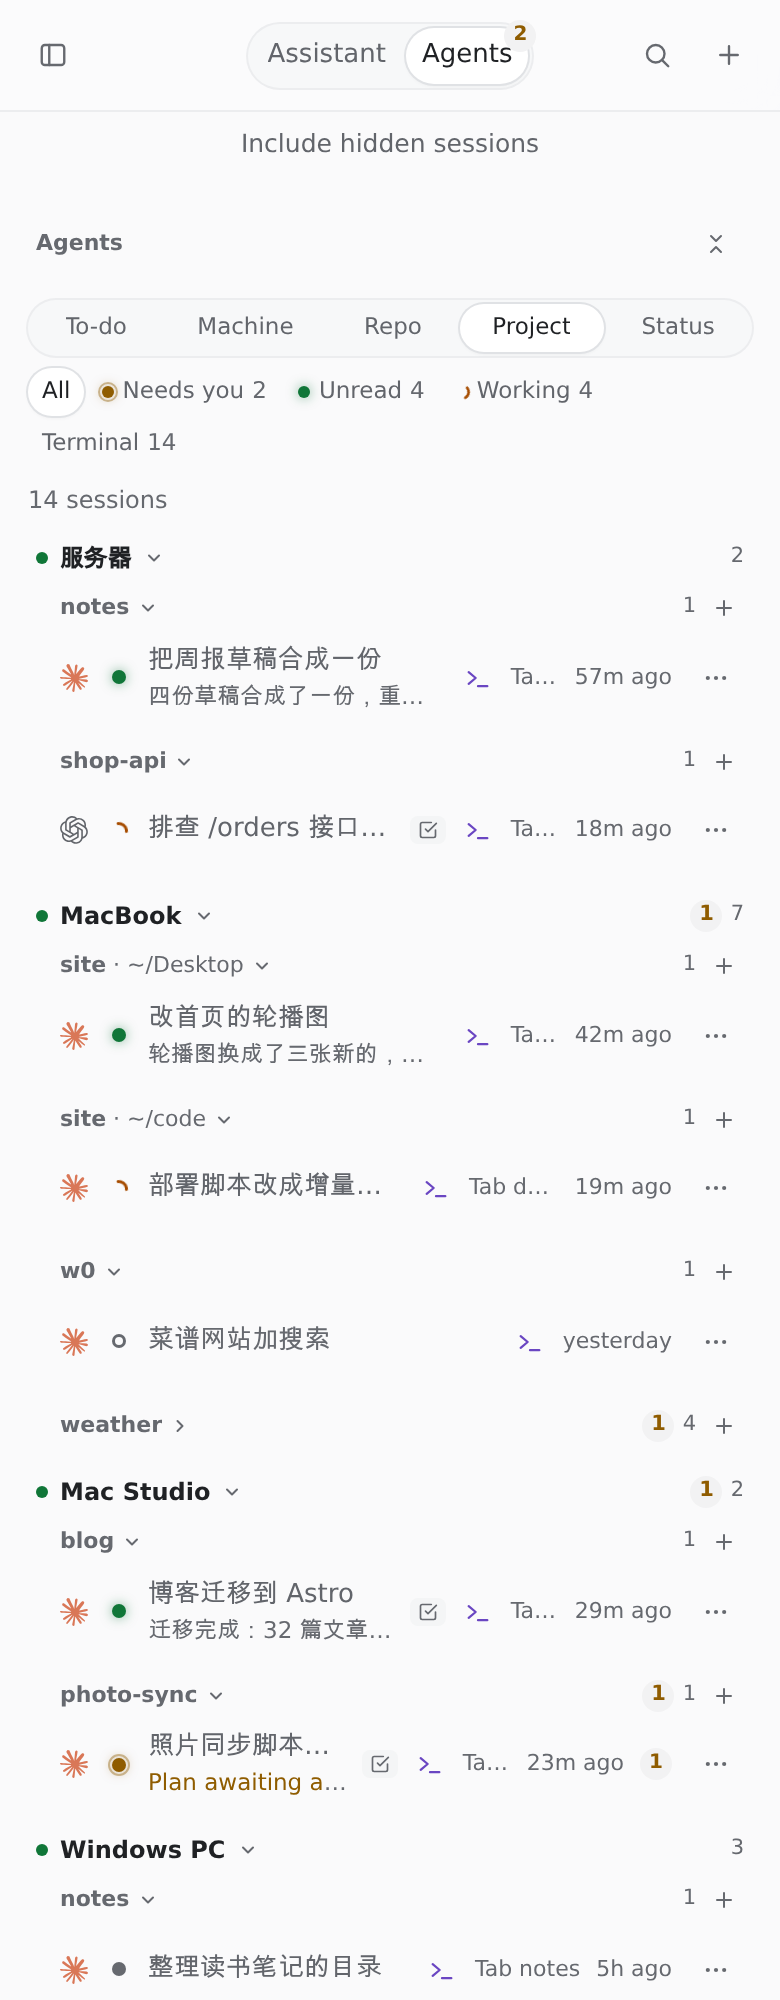 Assistant Agents 2
Include hidden sessions
Agents
To-do Machine Repo Project Status
All Needs you 2 Unread 4 Working 4
Terminal 14
14 sessions
服务器 2
notes 1
把周报草稿合成一份
四份草稿合成了一份，重…
Ta… 57m ago
shop-api 1
排查 /orders 接口… Ta… 18m ago
MacBook 1 7
site · ~/Desktop 1
改首页的轮播图
轮播图换成了三张新的，…
Ta… 42m ago
site · ~/code 1
部署脚本改成增量… Tab d… 19m ago
w0 1
菜谱网站加搜索 yesterday
weather 1 4
Mac Studio 1 2
blog 1
博客迁移到 Astro
迁移完成：32 篇文章…
Ta… 29m ago
photo-sync 1 1
照片同步脚本…
Plan awaiting a…
Ta… 23m ago 1
Windows PC 3
notes 1
整理读书笔记的目录 Tab notes 5h ago